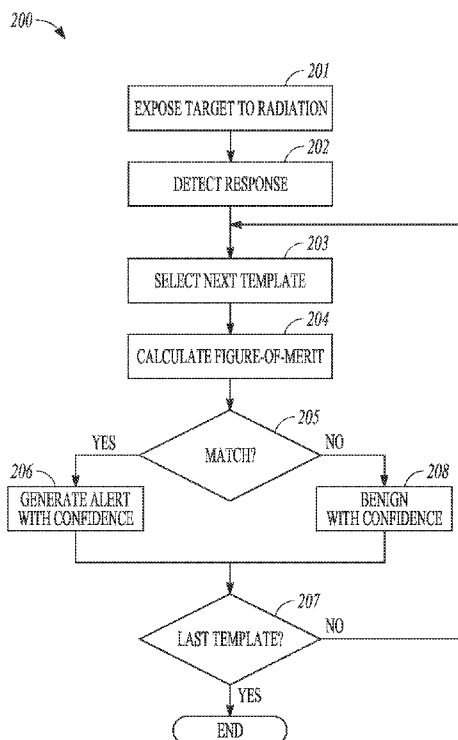 200
201
EXPOSE TARGET TO RADIATION
202
DETECT RESPONSE
203
SELECT NEXT TEMPLATE
204
CALCULATE FIGURE-OF-MERIT
205
YES
MATCH?
NO
206
GENERATE ALERT
WITH CONFIDENCE
208
BENIGN
WITH CONFIDENCE
207
LAST TEMPLATE?
NO
YES
END